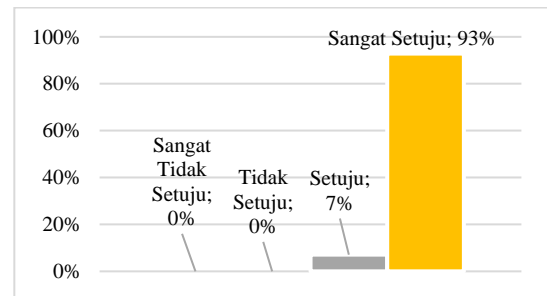 100%
80%
60%
40%
20%
0%
Sangat
Tidak
Setuju;
0%
Tidak
Setuju;
0%
Setuju;
7%
Sangat Setuju; 93%